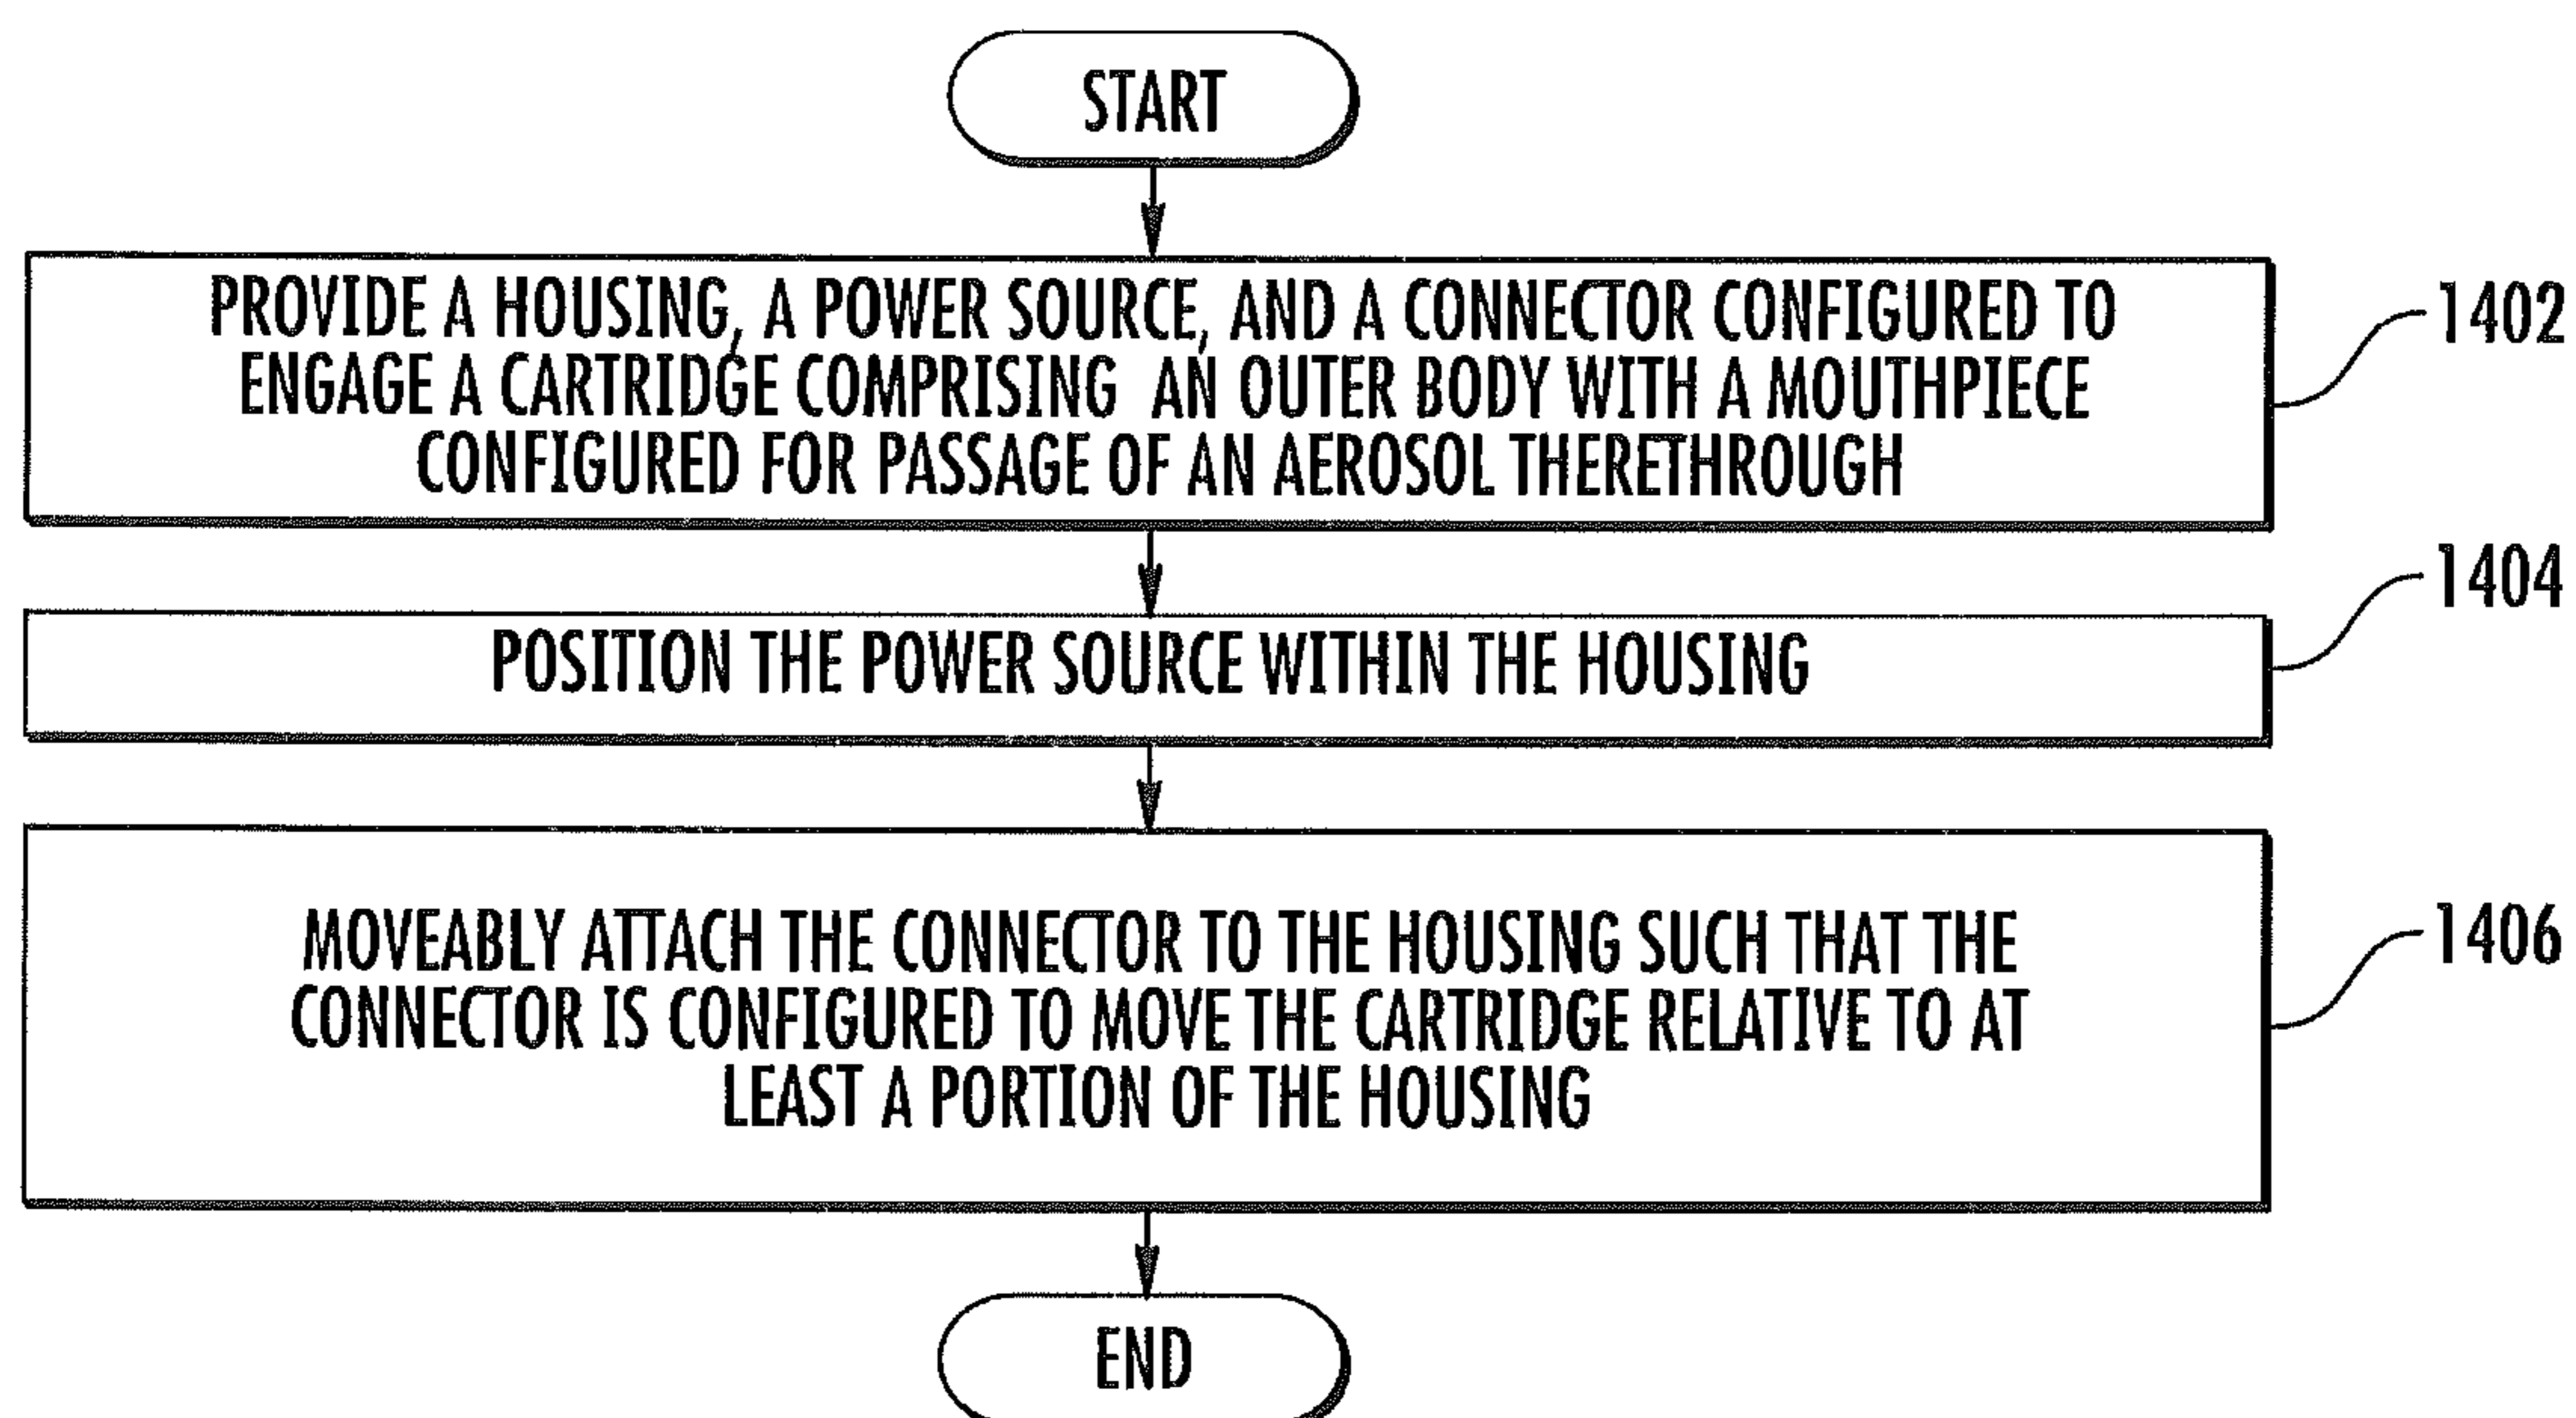 START
PROVIDE A HOUSING, A POWER SOURCE, AND A CONNECTOR CONFIGURED TO
ENGAGE A CARTRIDGE COMPRISING AN OUTER BODY WITH A MOUTHPIECE
CONFIGURED FOR PASSAGE OF AN AEROSOL THERETHROUGH
1402
POSITION THE POWER SOURCE WITHIN THE HOUSING
1404
MOVEABLY ATTACH THE CONNECTOR TO THE HOUSING SUCH THAT THE
CONNECTOR IS CONFIGURED TO MOVE THE CARTRIDGE RELATIVE TO AT
LEAST A PORTION OF THE HOUSING
1406
END